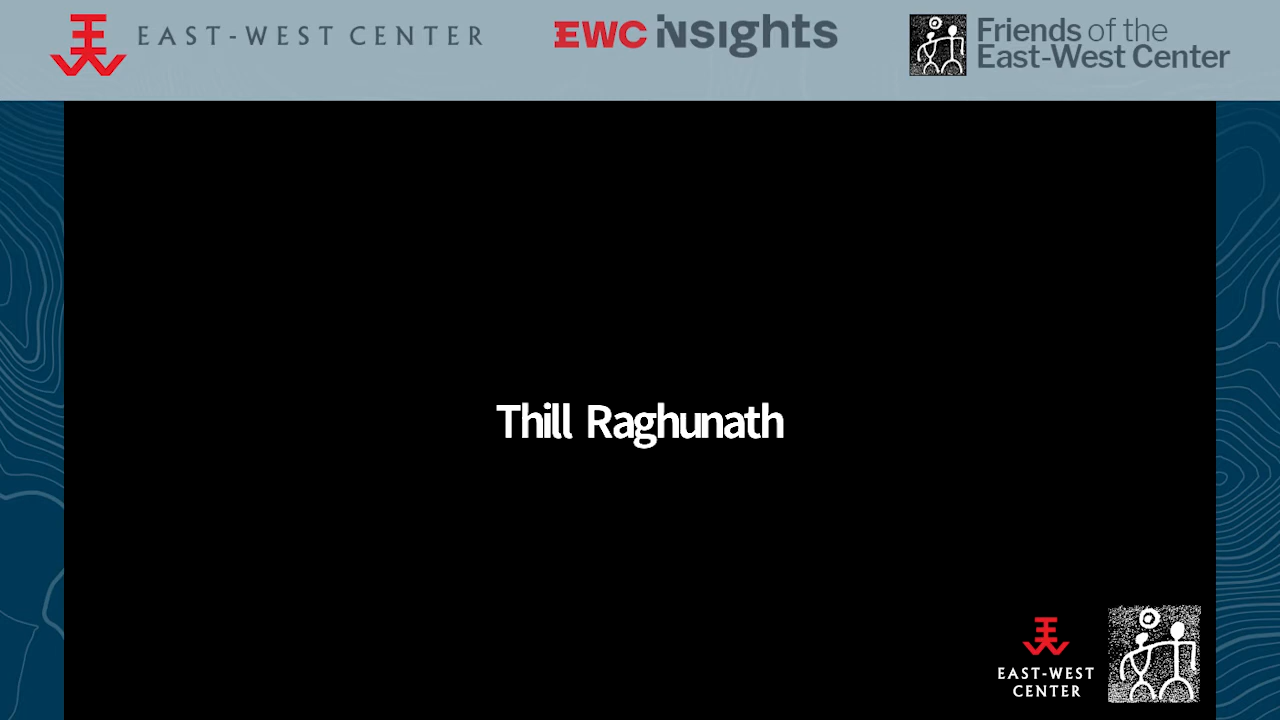 EAST-WEST CENTER
EWC insights
Friends of the
East-West Center
Thill Raghunath
EAST-WEST
CENTER